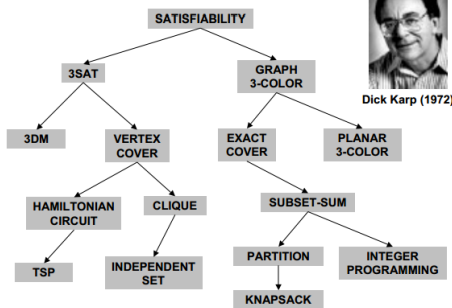 SATISFIABILITY
3SAT
GRAPH
3-COLOR
Dick Karp (1972)
3DM
VERTEX
COVER
EXACT
COVER
PLANAR
3-COLOR
HAMILTONIAN
CIRCUIT
CLIQUE
SUBSET-SUM
TSP
INDEPENDENT
SET
PARTITION
INTEGER
PROGRAMMING
KNAPSACK